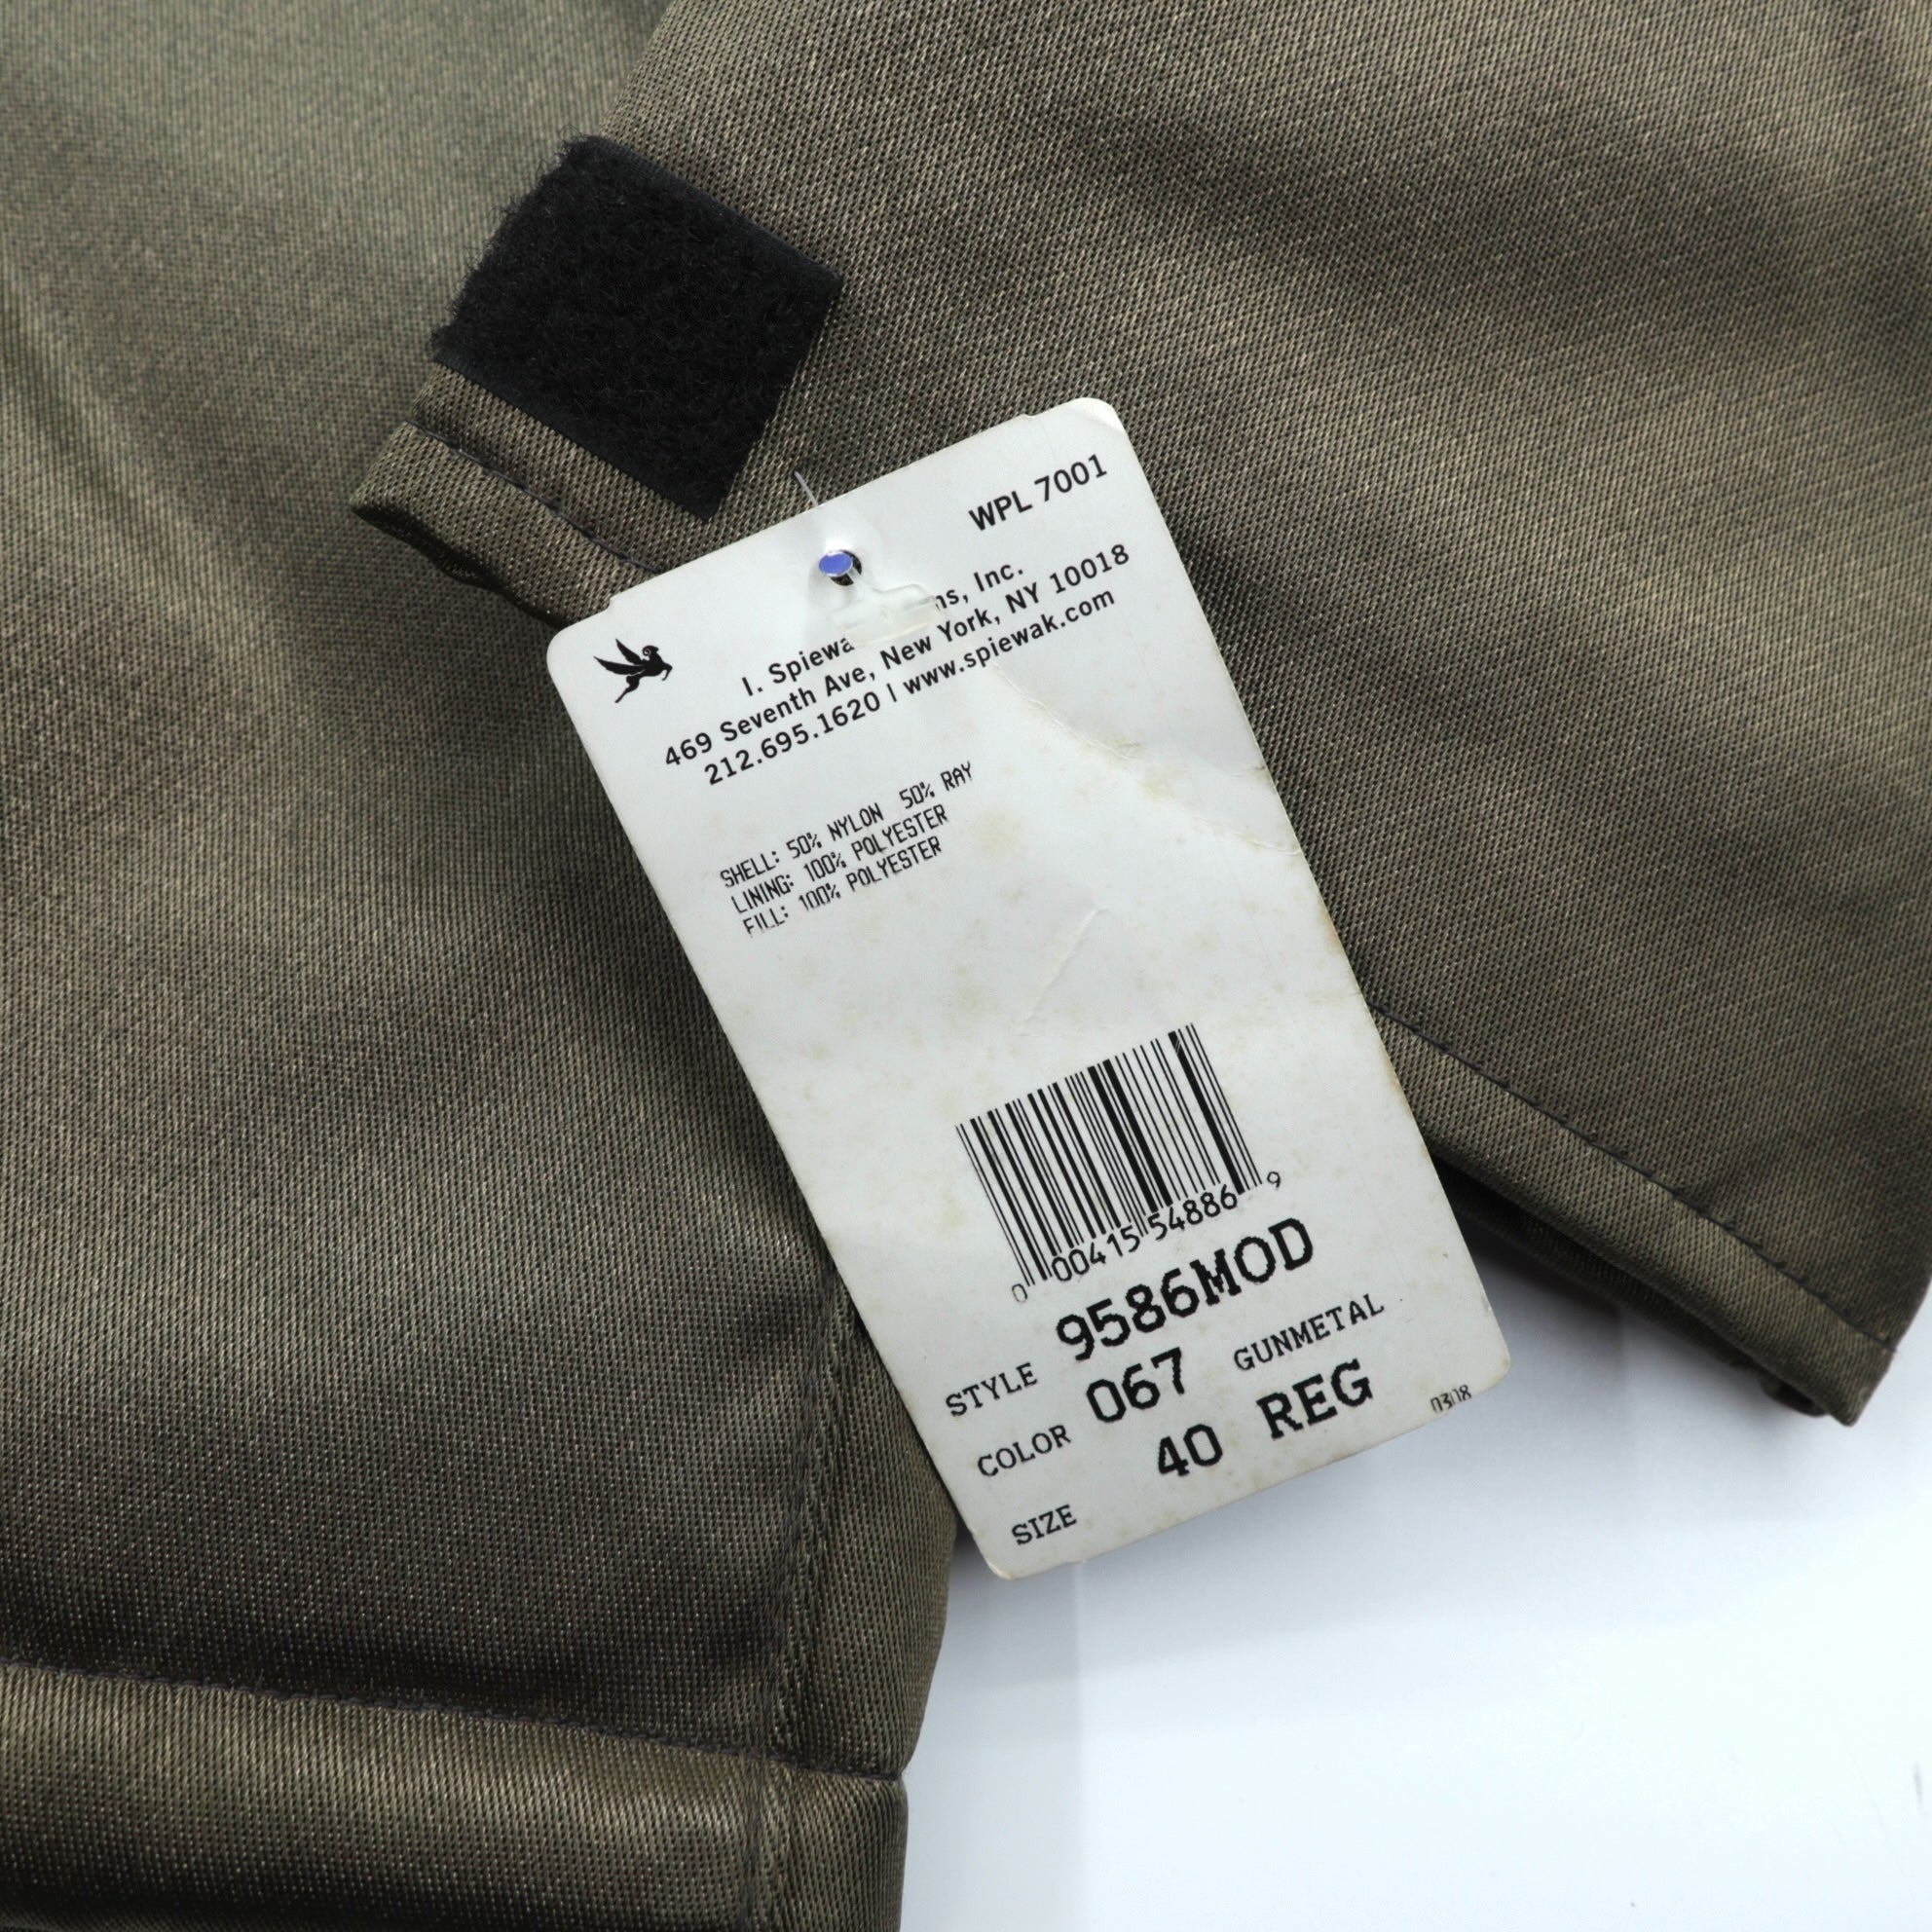 WPL 7001
I. Spiewa ns, Inc.
469 Seventh Ave, New York, NY 10018
212.695.1620 | www.spiewak.com
SHELL: 50% NYLON 50% RAY
LINING: 100% POLYESTER
FILL: 100% POLYESTER
0 00415 54886 9
STYLE 9586MOD
COLOR 067 GUNMETAL
SIZE 40 REG